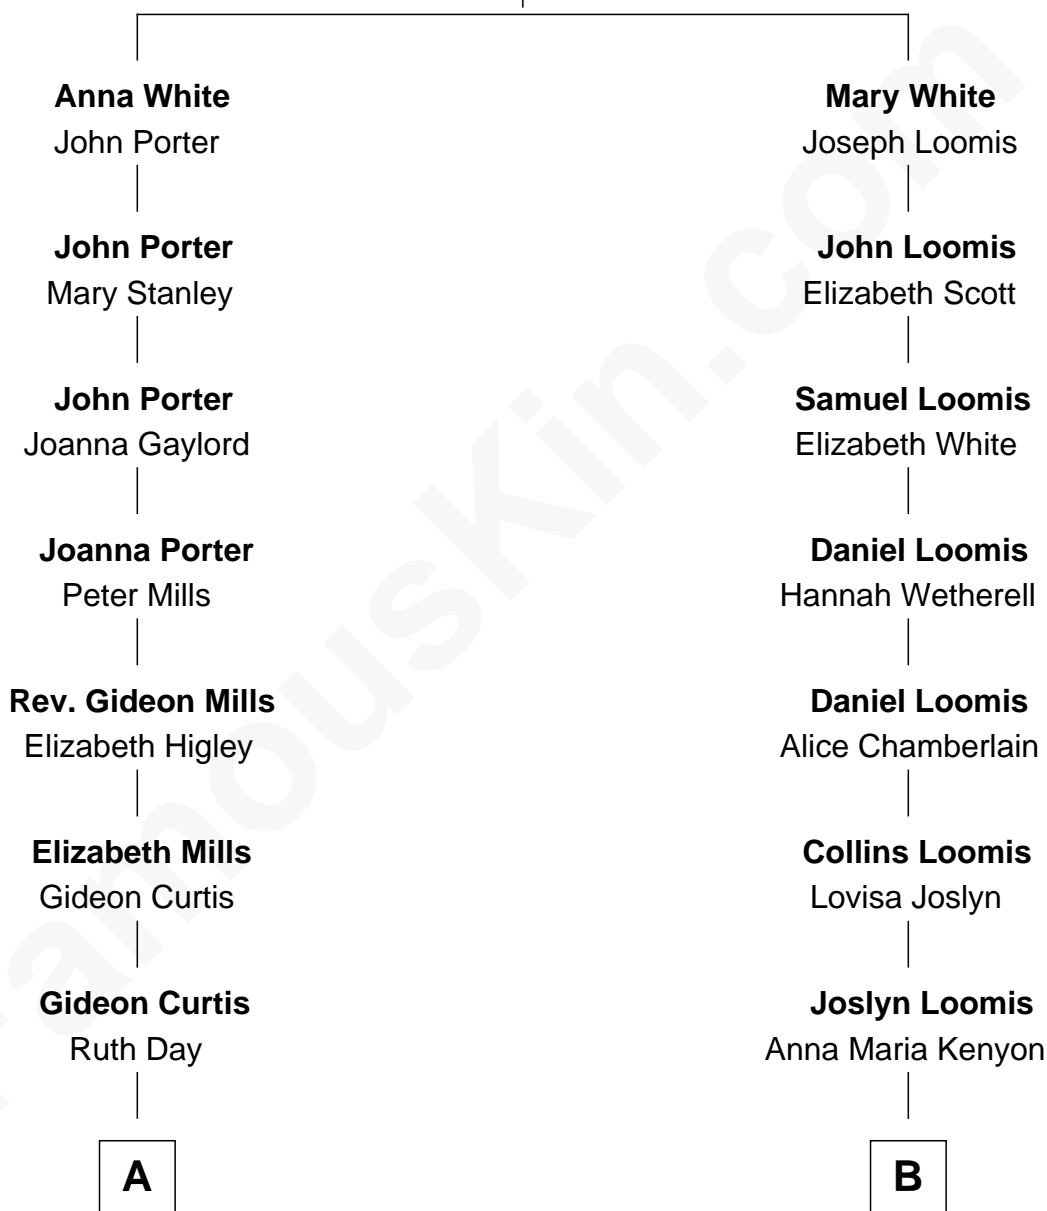 Anna White
John Porter
John Porter
Mary Stanley
John Porter
Joanna Gaylord
Joanna Porter
Peter Mills
Rev. Gideon Mills
Elizabeth Higley
Elizabeth Mills
Gideon Curtis
Gideon Curtis
Ruth Day
A
Mary White
Joseph Loomis
John Loomis
Elizabeth Scott
Samuel Loomis
Elizabeth White
Daniel Loomis
Hannah Wetherell
Daniel Loomis
Alice Chamberlain
Collins Loomis
Lovisa Joslyn
Joslyn Loomis
Anna Maria Kenyon
B
FamousKin.com